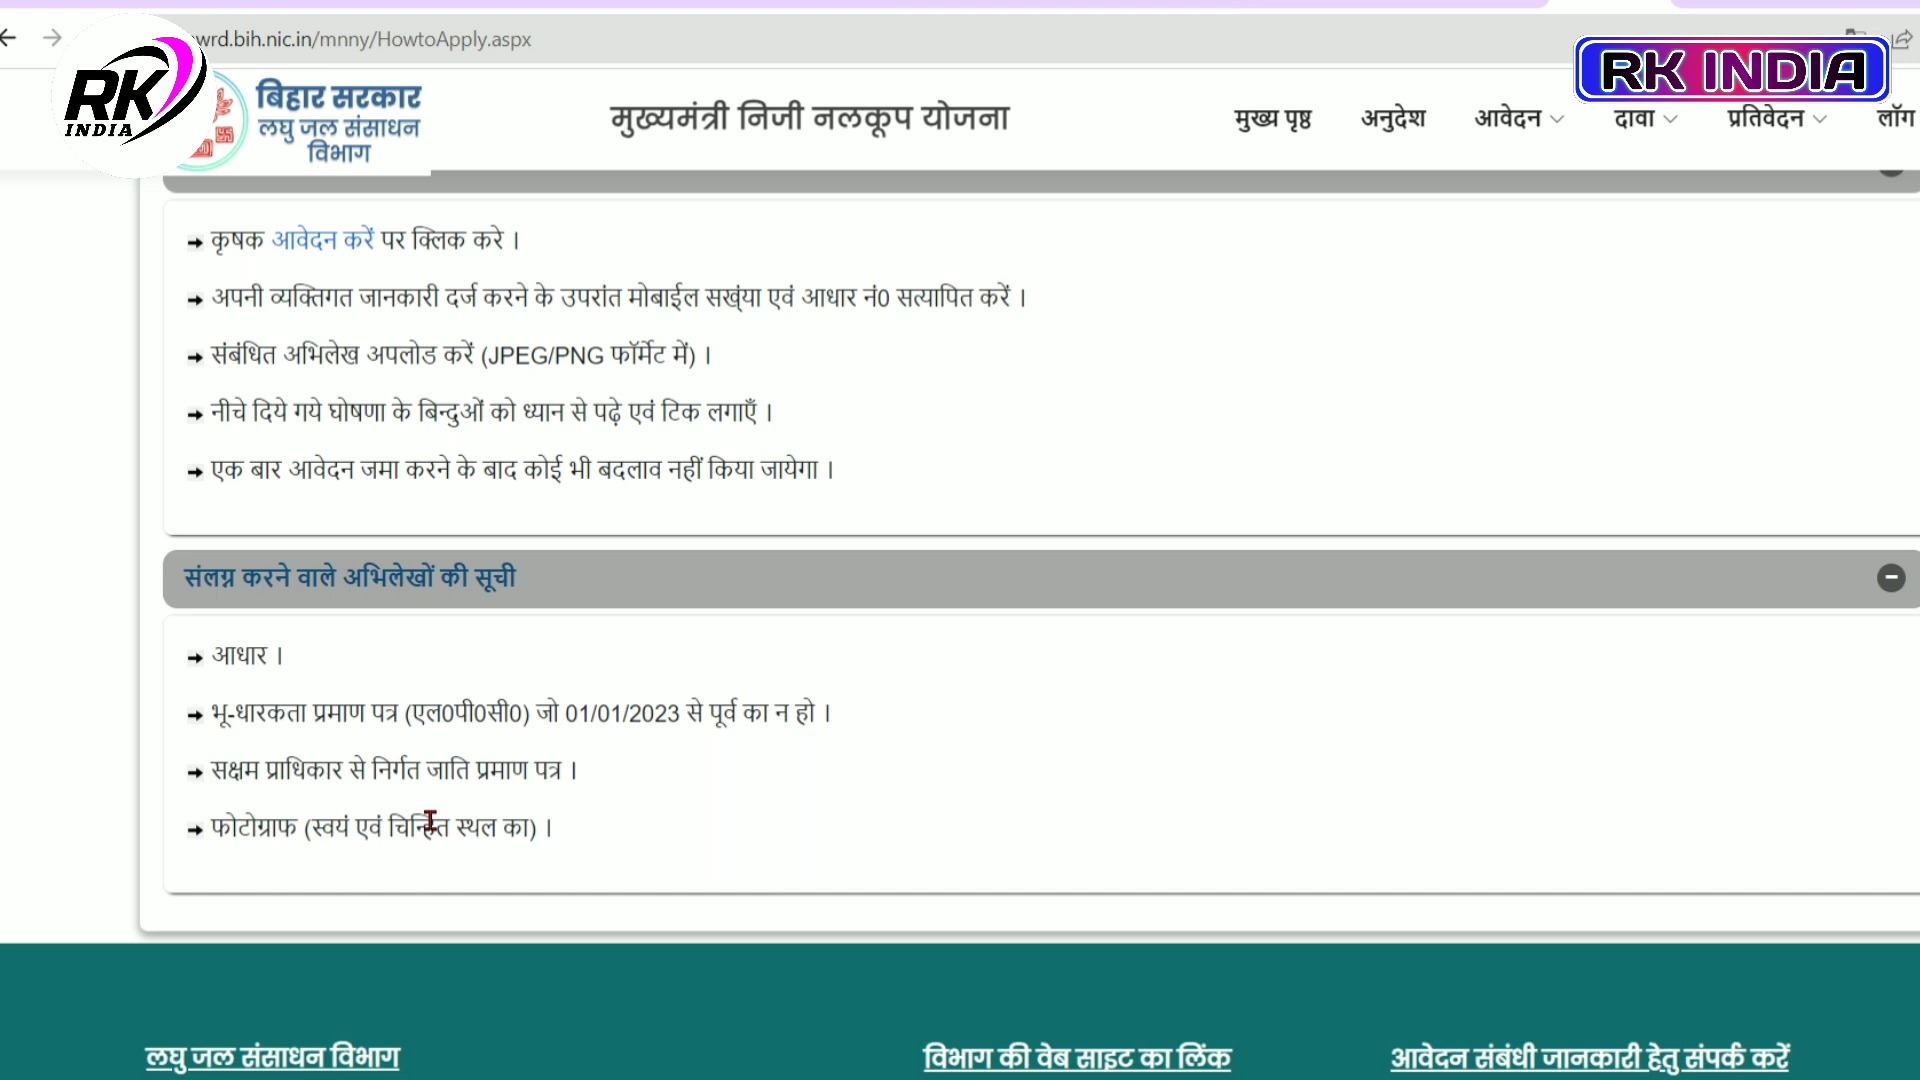 wrd.bih.nic.in/mnny/HowtoApply.aspx
RK
INDIA
RK INDIA
बिहार सरकार
लघु जल संसाधन
विभाग
मुख्यमंत्री निजी नलकूप योजना
मुख्य पृष्ठ अनुदेश आवेदन दावा प्रतिवेदन लॉग
→ कृषक आवेदन करें पर क्लिक करे ।
→ अपनी व्यक्तिगत जानकारी दर्ज करने के उपरांत मोबाईल सख्ंया एवं आधार नं0 सत्यापित करें ।
→ संबंधित अभिलेख अपलोड करें (JPEG/PNG फॉर्मेट में) ।
→ नीचे दिये गये घोषणा के बिन्दुओं को ध्यान से पढ़े एवं टिक लगाएँ ।
→ एक बार आवेदन जमा करने के बाद कोई भी बदलाव नहीं किया जायेगा ।
संलग्न करने वाले अभिलेखों की सूची
→ आधार ।
→ भू-धारकता प्रमाण पत्र (एल0पी0सी0) जो 01/01/2023 से पूर्व का न हो ।
→ सक्षम प्राधिकार से निर्गत जाति प्रमाण पत्र ।
→ फोटोग्राफ (स्वयं एवं चिन्हित स्थल का) ।
लघु जल संसाधन विभाग
विभाग की वेब साइट का लिंक
आवेदन संबंधी जानकारी हेतु संपर्क करें